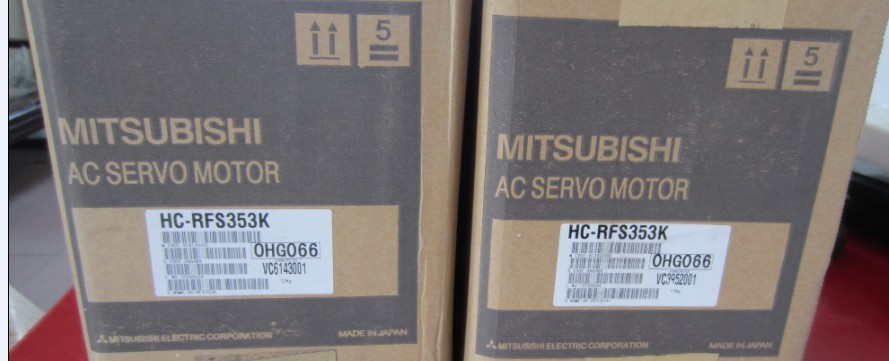 5
MITSUBISHI
AC SERVO MOTOR
HC-RFS353K
OHG066
VC6143001
MITSUBISHI ELECTRIC CORPORATION
MADE IN JAPAN
5
MITSUBISHI
AC SERVO MOTOR
HC-RFS353K
OHG066
VC3952001
MITSUBISHI ELECTRIC CORPORATION
MADE IN JAPAN